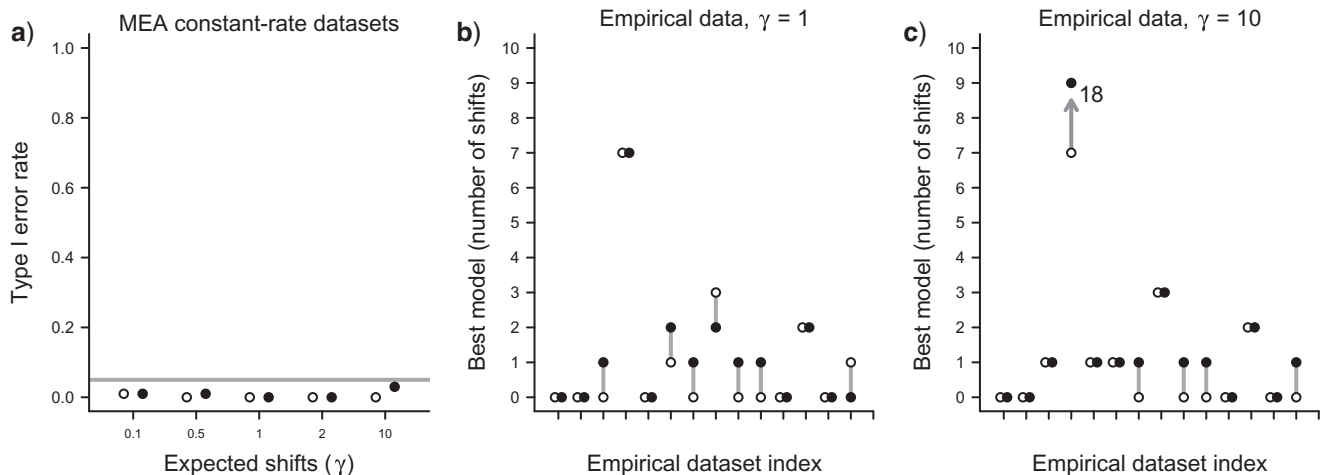 a)
MEA constant-rate datasets
Type I error rate
1.0
0.8
0.6
0.4
0.2
0.0
0.1
0.5
1
2
10
Expected shifts (γ)
b)
Empirical data, γ = 1
Best model (number of shifts)
10
9
8
7
6
5
4
3
2
1
0
Empirical dataset index
c)
Empirical data, γ = 10
Best model (number of shifts)
10
9
8
7
6
5
4
3
2
1
0
18
Empirical dataset index